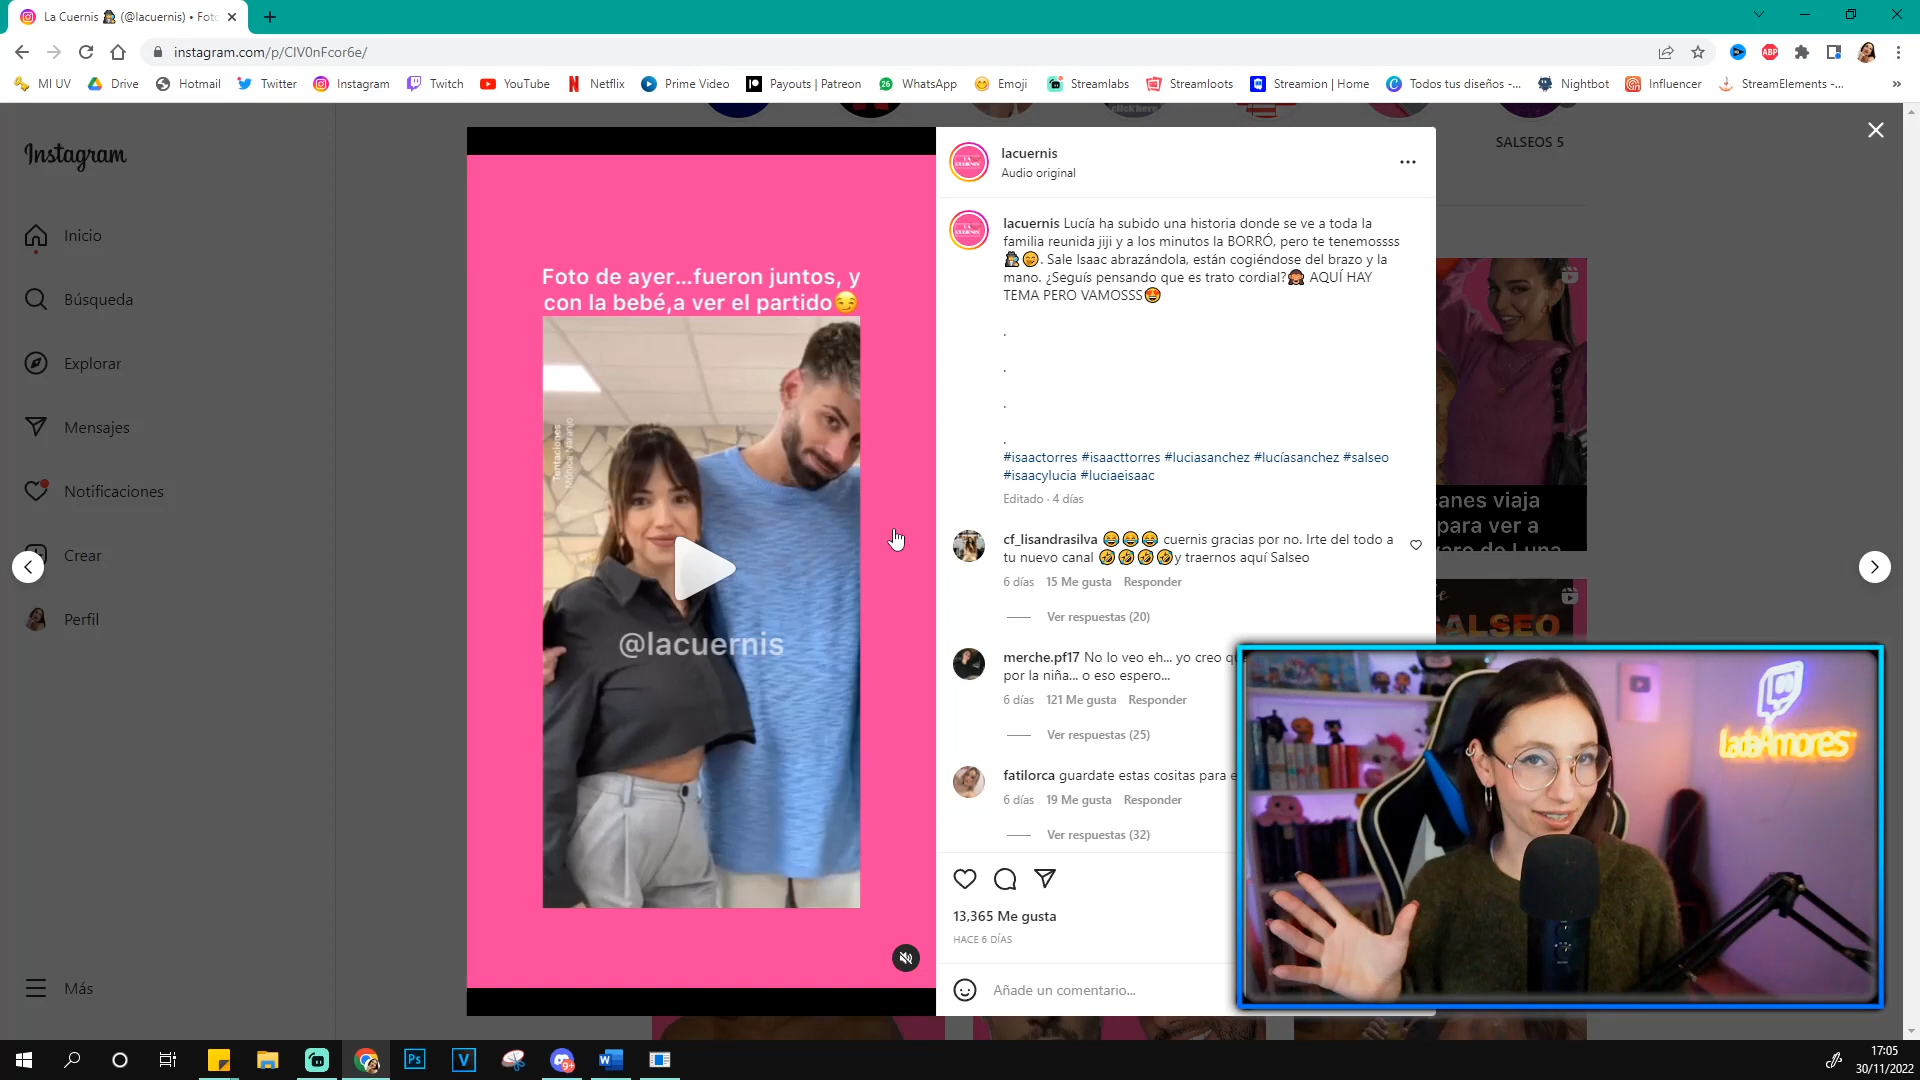 La Cuernis (@lacuernis) • Foto
instagram.com/p/ClV0nFcor6e/
ABP
MI UV
Drive
Hotmail
Twitter
Instagram
Twitch
YouTube
Netflix
Prime Video
Payouts | Patreon
WhatsApp
Emoji
Streamlabs
Streamloots
Streamion | Home
Todos tus diseños -...
Nightbot
Influencer
StreamElements -...
click here
SALSEOS 5
Instagram
Inicio
Búsqueda
Explorar
Mensajes
Notificaciones
Crear
Perfil
Más
Foto de ayer...fueron juntos, y
con la bebé,a ver el partido😏
Tentaciones
Mónica Naranjo
@lacuernis
lacuernis
Audio original
lacuernis Lucía ha subido una historia donde se ve a toda la
familia reunida jiji y a los minutos la BORRÓ, pero te tenemossss
🕵️😁. Sale Isaac abrazándola, están cogiéndose del brazo y la
mano. ¿Seguís pensando que es trato cordial?🙈 AQUÍ HAY
TEMA PERO VAMOSSS🤩
.
.
.
.
#isaactorres #isaacttorres #luciasanchez #lucíasanchez #salseo
#isaacylucia #luciaeisaac
Editado · 4 días
cf_lisandrasilva 😂😂😂 cuernis gracias por no. Irte del todo a
tu nuevo canal 🤣🤣🤣🤣y traernos aquí Salseo
6 días 15 Me gusta Responder
Ver respuestas (20)
merche.pf17 No lo veo eh... yo creo
por la niña... o eso espero...
6 días 121 Me gusta Responder
Ver respuestas (25)
fatilorca guardate estas cositas para
6 días 19 Me gusta Responder
Ver respuestas (32)
13,365 Me gusta
HACE 6 DÍAS
Añade un comentario...
anes viaja
para ver a
SALSEO
ladaAmores
Ps
V
9+
17:05
30/11/2022